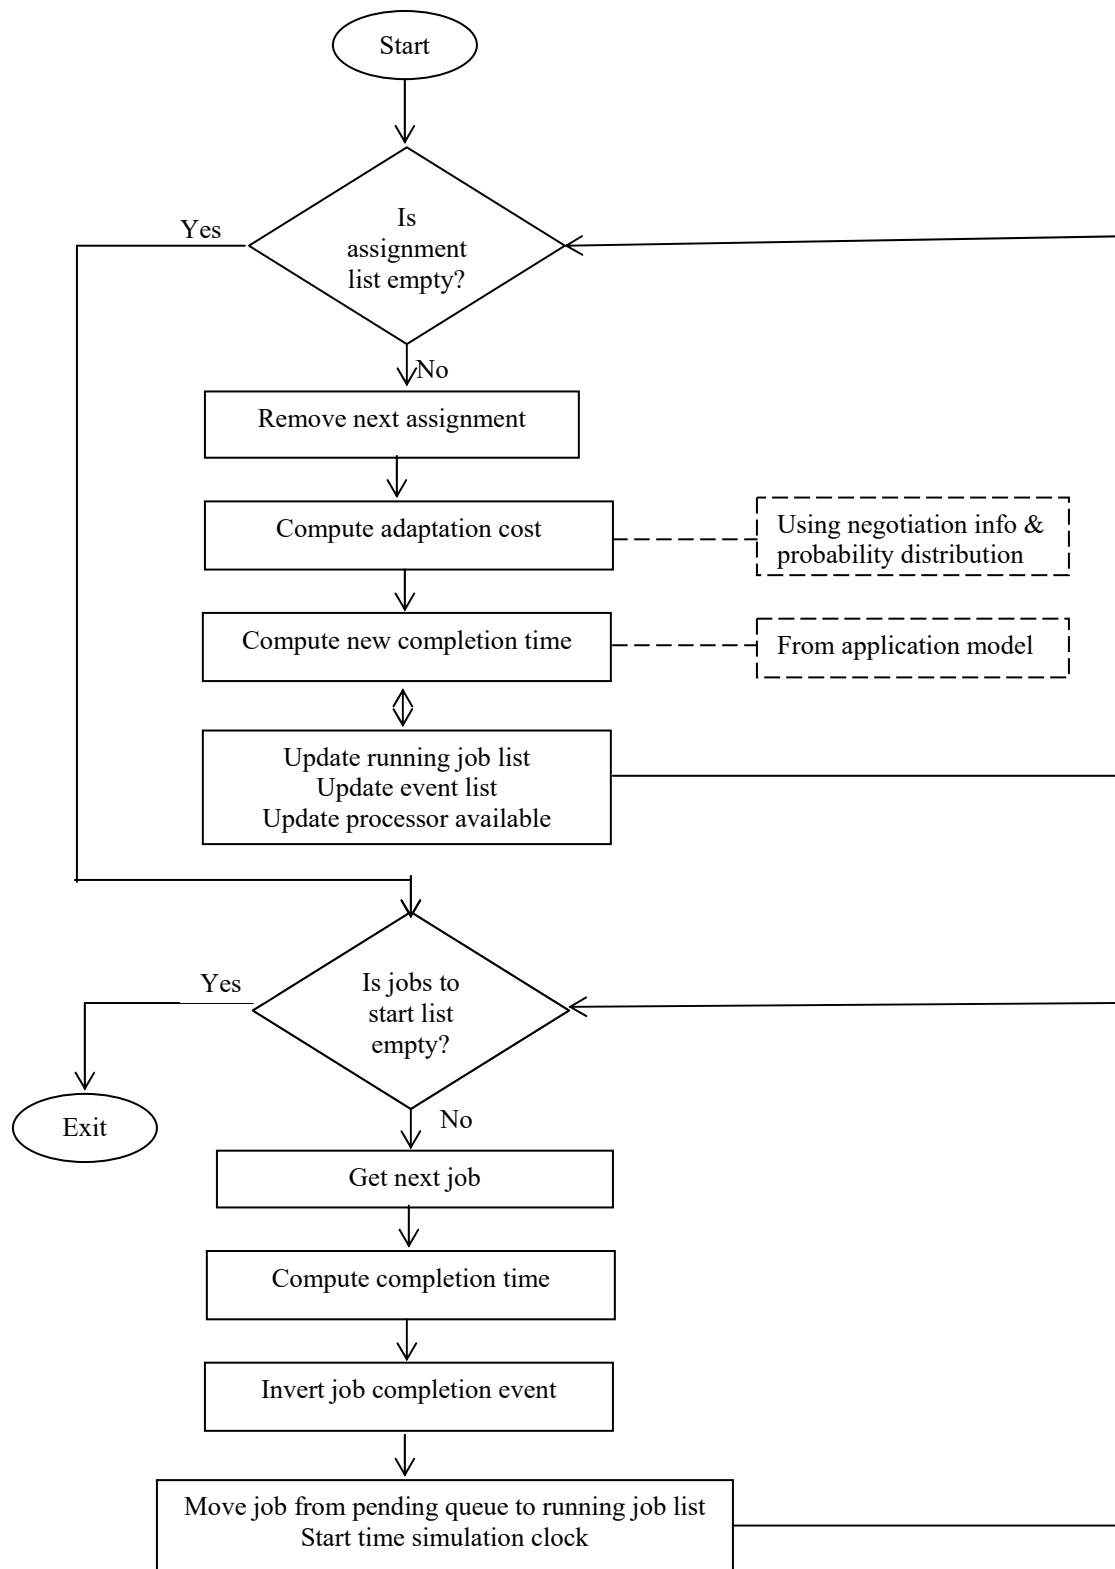 Start
Is
assignment
list empty?
Yes
No
Remove next assignment
Compute adaptation cost
Using negotiation info &
probability distribution
Compute new completion time
From application model
Update running job list
Update event list
Update processor available
Is jobs to
start list
empty?
Yes
No
Exit
Get next job
Compute completion time
Invert job completion event
Move job from pending queue to running job list
Start time simulation clock